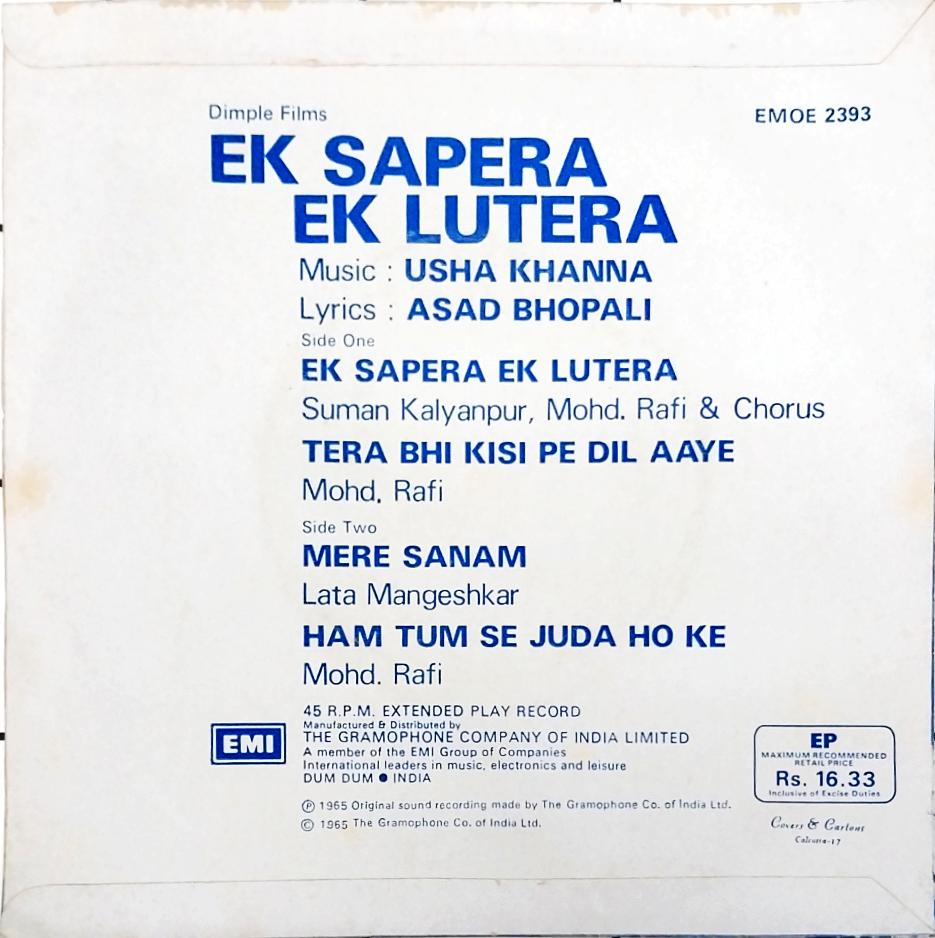 Dimple Films
EMOE 2393
EK SAPERA
EK LUTERA
Music : USHA KHANNA
Lyrics : ASAD BHOPALI
Side One
EK SAPERA EK LUTERA
Suman Kalyanpur, Mohd. Rafi & Chorus
TERA BHI KISI PE DIL AAYE
Mohd. Rafi
Side Two
MERE SANAM
Lata Mangeshkar
HAM TUM SE JUDA HO KE
Mohd. Rafi
45 R.P.M. EXTENDED PLAY RECORD
Manufactured & Distributed by
THE GRAMOPHONE COMPANY OF INDIA LIMITED
A member of the EMI Group of Companies
International leaders in music, electronics and leisure
DUM DUM ● INDIA
EMI
℗ 1965 Original sound recording made by The Gramophone Co. of India Ltd.
© 1965 The Gramophone Co. of India Ltd.
EP
MAXIMUM RECOMMENDED
RETAIL PRICE
Rs. 16.33
Inclusive of Excise Duties
Covers & Cartons
Calcutta-17